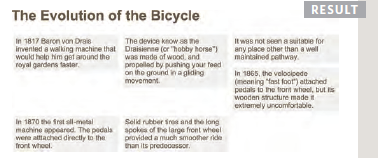 RESULT
The Evolution of the Bicycle
In 1817 Baron von Drais
invented a walking machine that
would help him get around the
royal gardens faster.
The device know as the
Draisienne (or "hobby horse")
was made of wood, and
propelled by pushing your feed
on the ground in a gliding
movement.
It was not seen a suitable for
any place other than a well
maintained pathway.
In 1865, the velocipede
(meaning "fast foot") attached
pedals to the front wheel, but its
wooden structure made it
extremely uncomfortable.
In 1870 the first all-metal
machine appeared. The pedals
were attached directly to the
front wheel.
Solid rubber tires and the long
spokes of the large front wheel
provided a much smoother ride
than its predecessor.